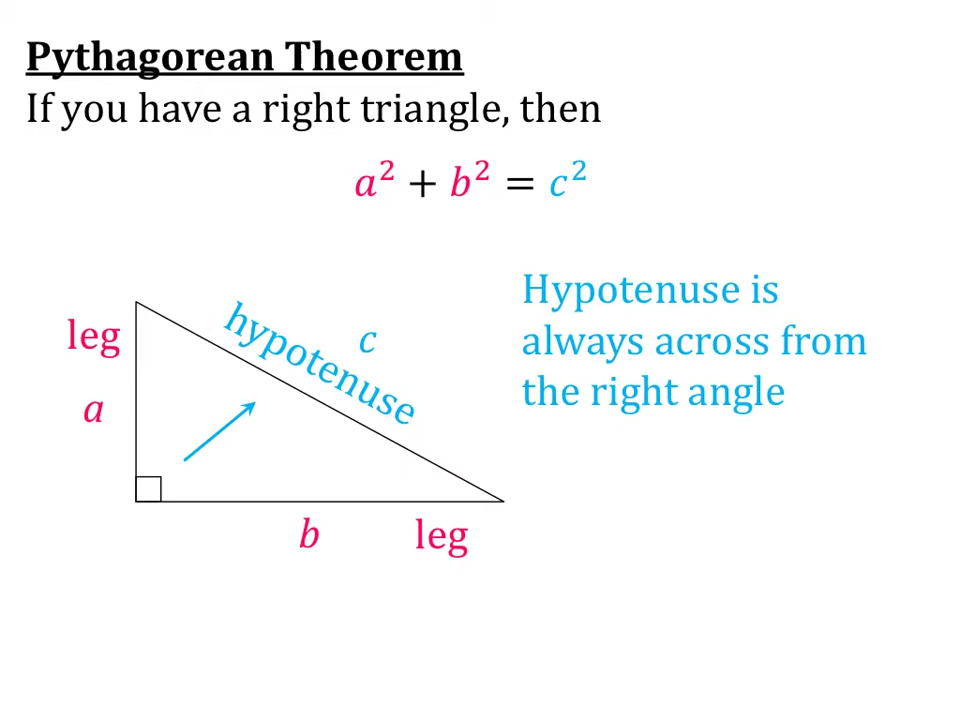 Pythagorean Theorem
If you have a right triangle, then
a² + b² = c²
Hypotenuse is
always across from
the right angle
leg
a
hypotenuse
c
b
leg